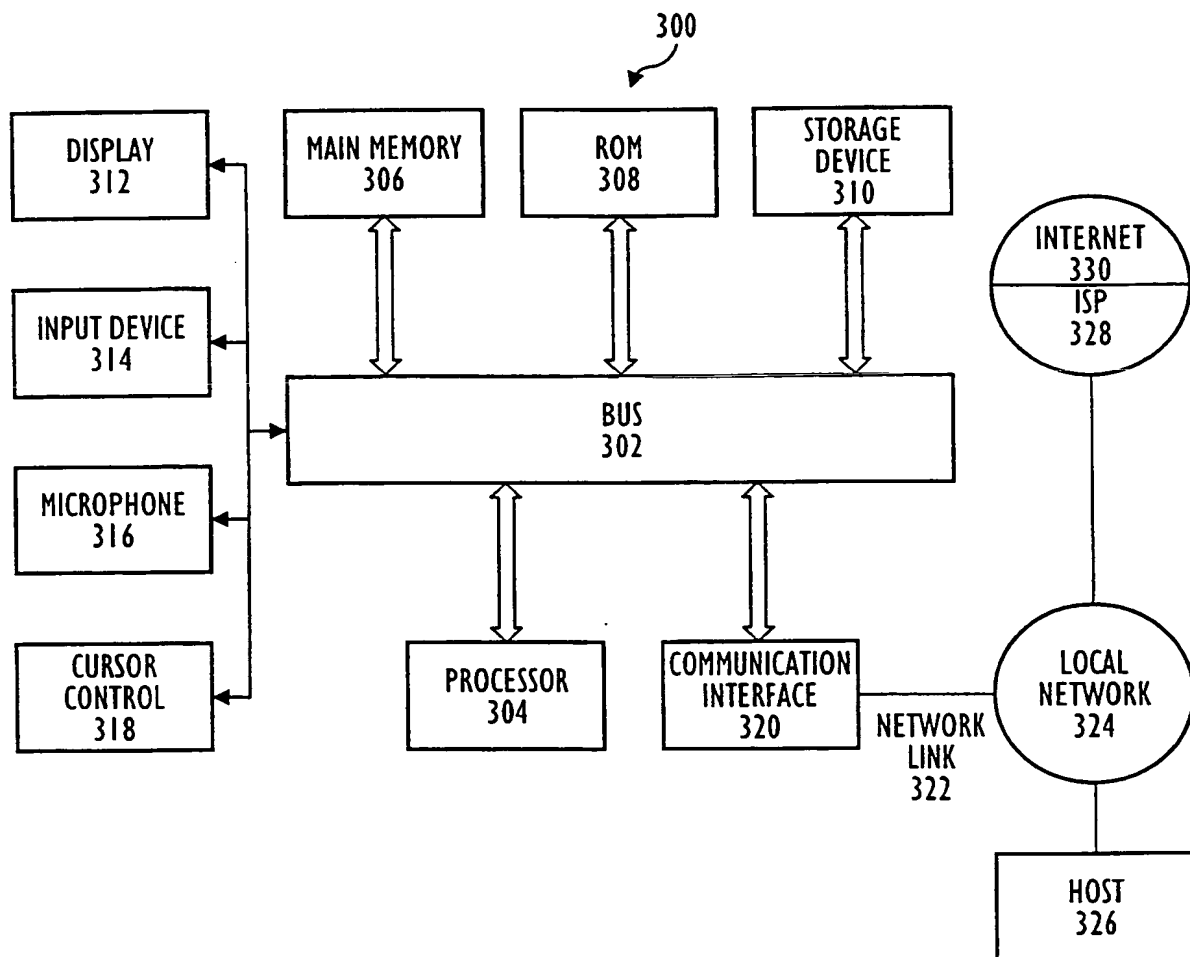 300
DISPLAY
312
MAIN MEMORY
306
ROM
308
STORAGE
DEVICE
310
INTERNET
330
ISP
328
INPUT DEVICE
314
BUS
302
MICROPHONE
316
CURSOR
CONTROL
318
PROCESSOR
304
COMMUNICATION
INTERFACE
320
NETWORK
LINK
322
LOCAL
NETWORK
324
HOST
326